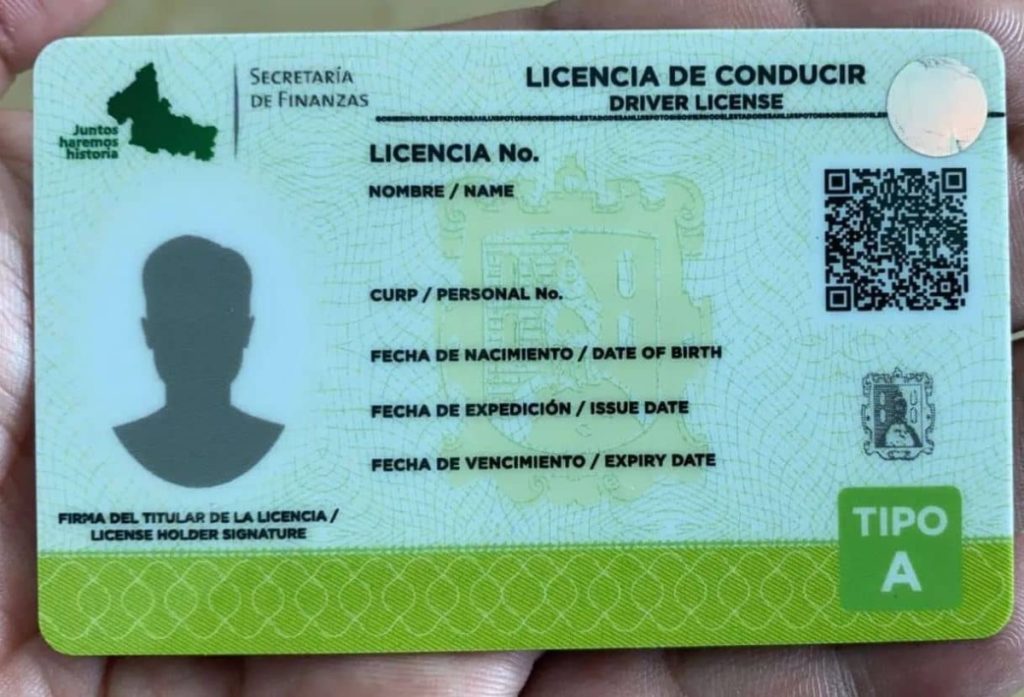 Juntos
haremos
historia
SECRETARÍA
DE FINANZAS
LICENCIA DE CONDUCIR
DRIVER LICENSE
LICENCIA No.
NOMBRE / NAME
CURP / PERSONAL No.
FECHA DE NACIMIENTO / DATE OF BIRTH
FECHA DE EXPEDICIÓN / ISSUE DATE
FECHA DE VENCIMIENTO / EXPIRY DATE
FIRMA DEL TITULAR DE LA LICENCIA /
LICENSE HOLDER SIGNATURE
TIPO
A